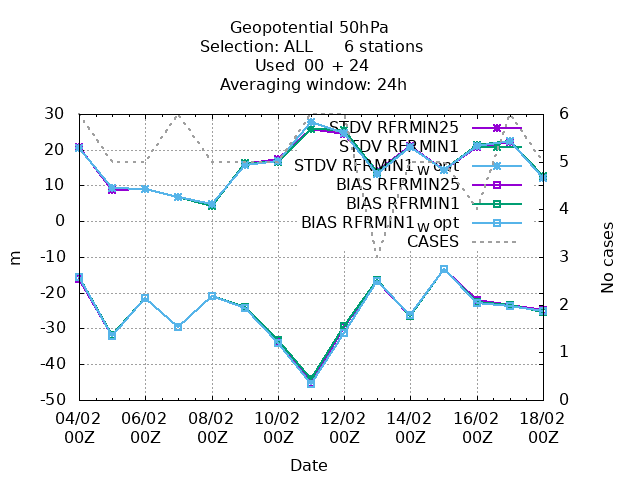 Geopotential 50hPa
Selection: ALL 6 stations
Used 00 + 24
Averaging window: 24h
30
20
10
0
-10
-20
-30
-40
-50
m
6
5
4
3
2
1
0
No cases
STDV RFRMIN25
STDV RFRMIN1
STDV RFRMIN1_w opt
BIAS RFRMIN25
BIAS RFRMIN1
BIAS RFRMIN1_w opt
CASES
04/02 06/02 08/02 10/02 12/02 14/02 16/02 18/02
00Z 00Z 00Z 00Z 00Z 00Z 00Z 00Z
Date